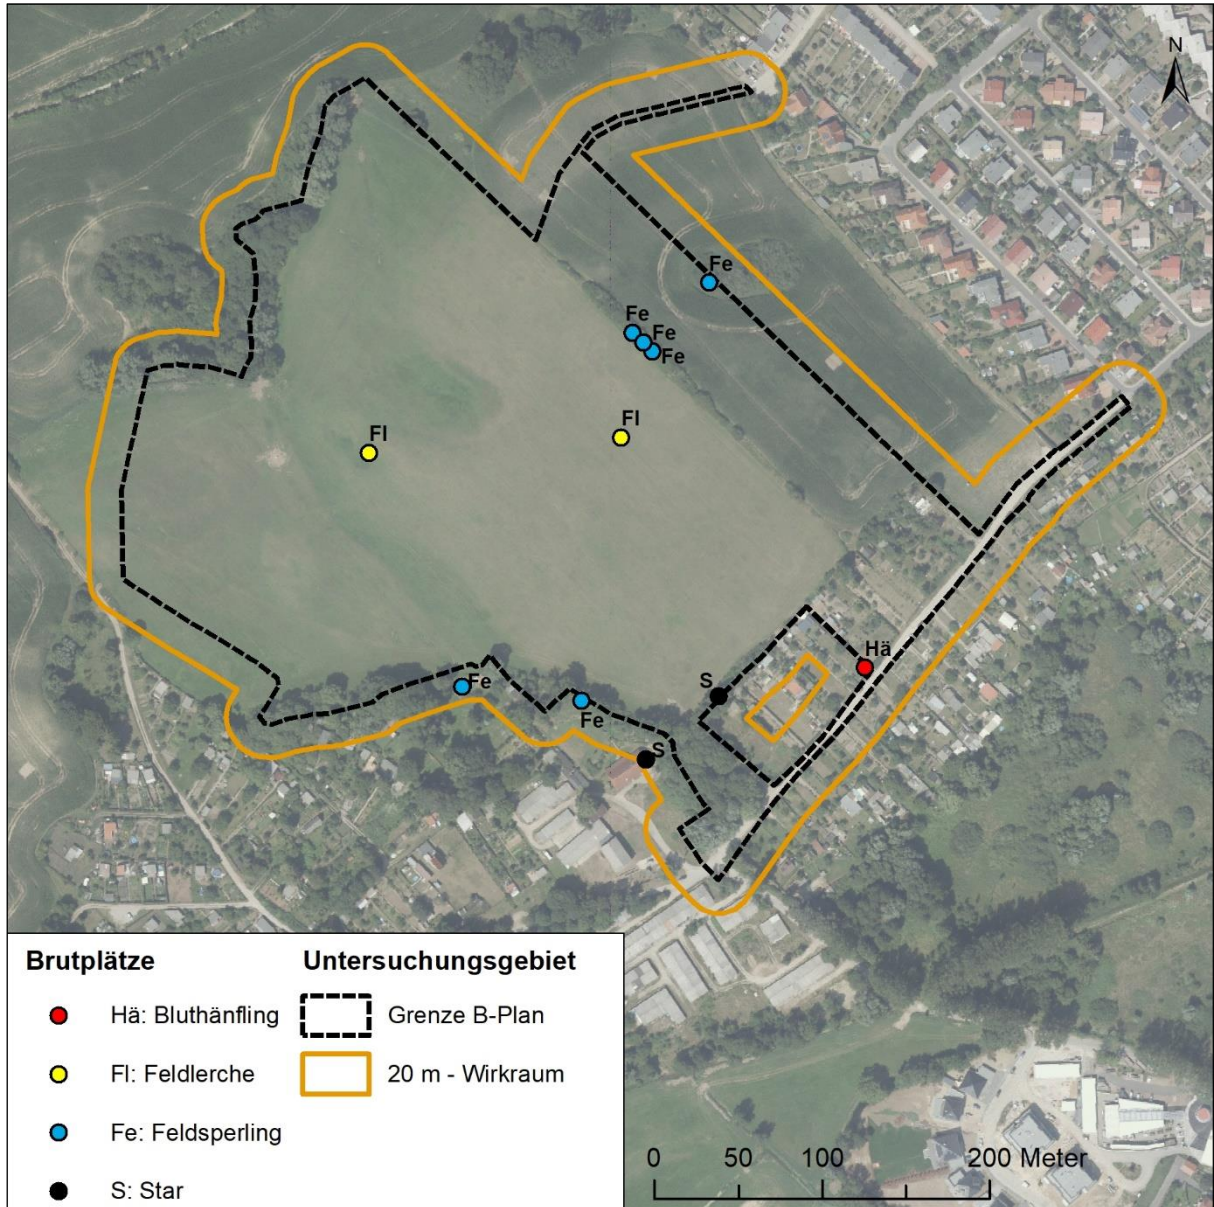 N
Fe
Fe
Fe
Fe
Fl
Fl
Hä
S
Fe
Fe
S
Brutplätze
Untersuchungsgebiet
Hä: Bluthänfling
Grenze B-Plan
Fl: Feldlerche
20 m - Wirkraum
Fe: Feldsperling
S: Star
0 50 100 200 Meter